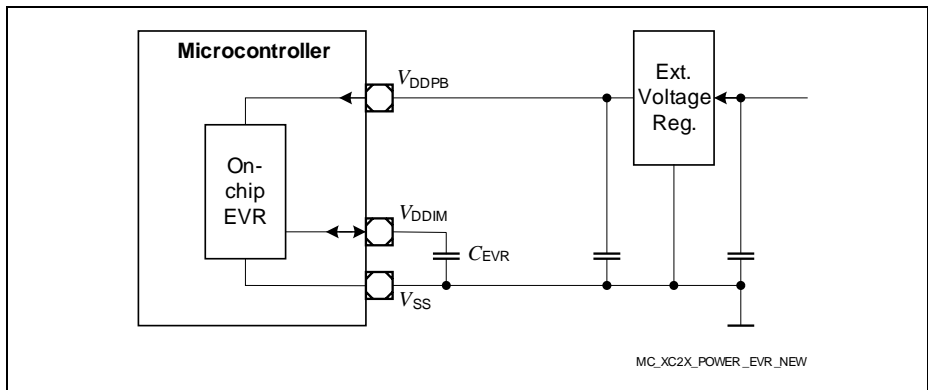 Microcontroller
VDDPB
Ext.
Voltage
Reg.
On-
chip
EVR
VDDIM
CEVR
VSS
MC_XC2X_POWER_EVR_NEW